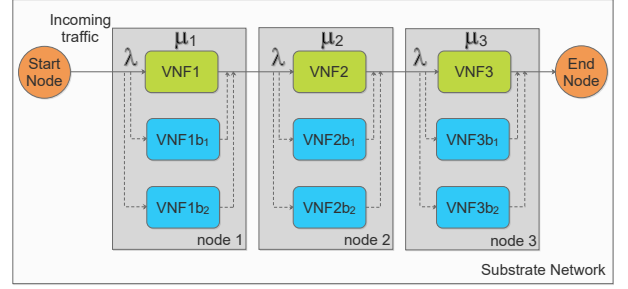 Incoming
traffic
Start
Node
λ
μ1
VNF1
VNF1b1
VNF1b2
node 1
λ
μ2
VNF2
VNF2b1
VNF2b2
node 2
λ
μ3
VNF3
VNF3b1
VNF3b2
node 3
End
Node
Substrate Network